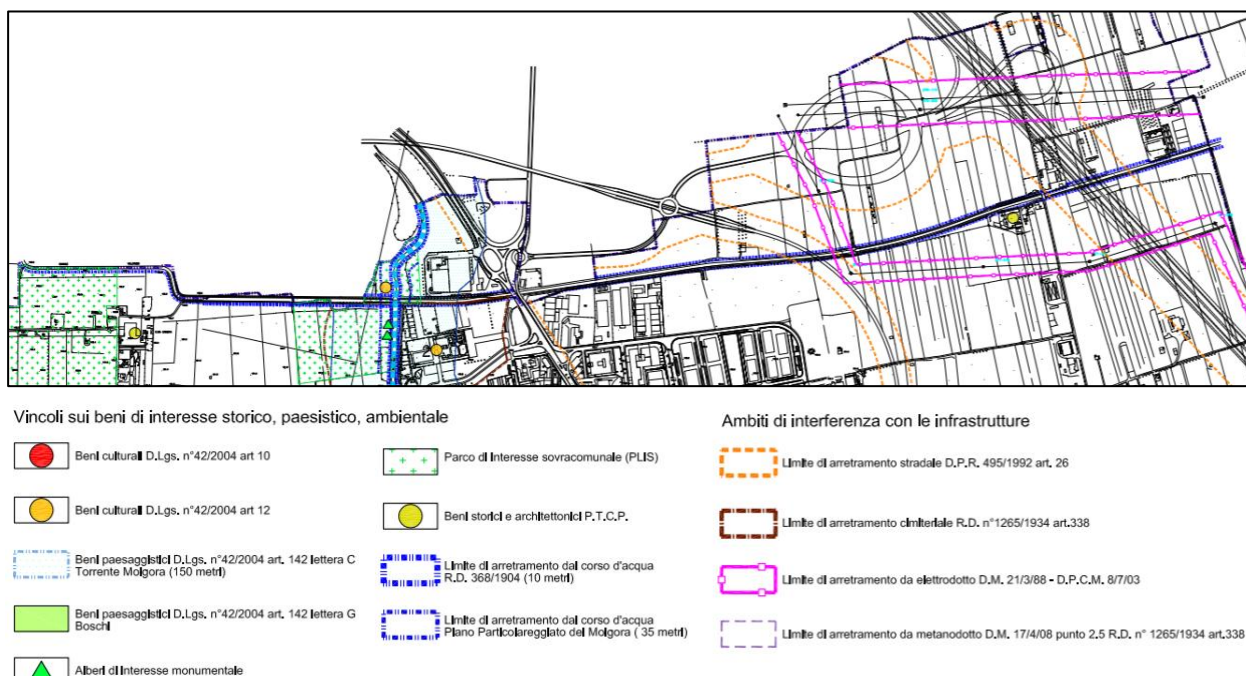 Vincoli sui beni di interesse storico, paesistico, ambientale
Beni culturali D.Lgs. n°42/2004 art 10
Beni culturali D.Lgs. n°42/2004 art 12
Beni paesaggistici D.Lgs. n°42/2004 art. 142 lettera C
Torrente Molgora (150 metri)
Beni paesaggistici D.Lgs. n°42/2004 art. 142 lettera G
Boschi
Alberi di interesse monumentale
Parco di interesse sovracomunale (PLIS)
Beni storici e architettonici P.T.C.P.
Limite di arretramento dal corso d'acqua
R.D. 368/1904 (10 metri)
Limite di arretramento dal corso d'acqua
Piano Particolareggiato del Molgora ( 35 metri)
Ambiti di interferenza con le infrastrutture
Limite di arretramento stradale D.P.R. 495/1992 art. 26
Limite di arretramento cimiteriale R.D. n°1265/1934 art.338
Limite di arretramento da elettrodotto D.M. 21/3/88 - D.P.C.M. 8/7/03
Limite di arretramento da metanodotto D.M. 17/4/08 punto 2.5 R.D. n° 1265/1934 art.338